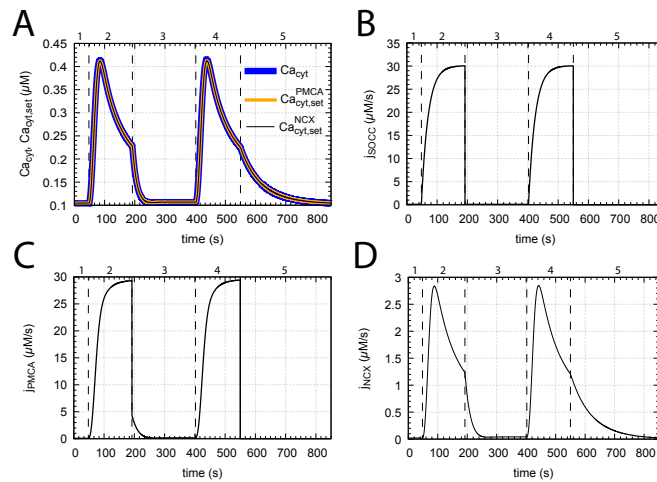 A
1 2 3 4 5
0.45
0.4
0.35
0.3
0.25
0.2
0.15
0.1
Ca_cyt, Ca_cyt,set (µM)
Ca_cyt
Ca_cyt,set^PMCA
Ca_cyt,set^NCX
0 100 200 300 400 500 600 700 800
time (s)
B
1 2 3 4 5
35
30
25
20
15
10
5
0
j_SOCC (µM/s)
0 100 200 300 400 500 600 700 800
time (s)
C
1 2 3 4 5
30
25
20
15
10
5
0
j_PMCA (µM/s)
0 100 200 300 400 500 600 700 800
time (s)
D
1 2 3 4 5
3
2.5
2
1.5
1
0.5
0
j_NCX (µM/s)
0 100 200 300 400 500 600 700 800
time (s)